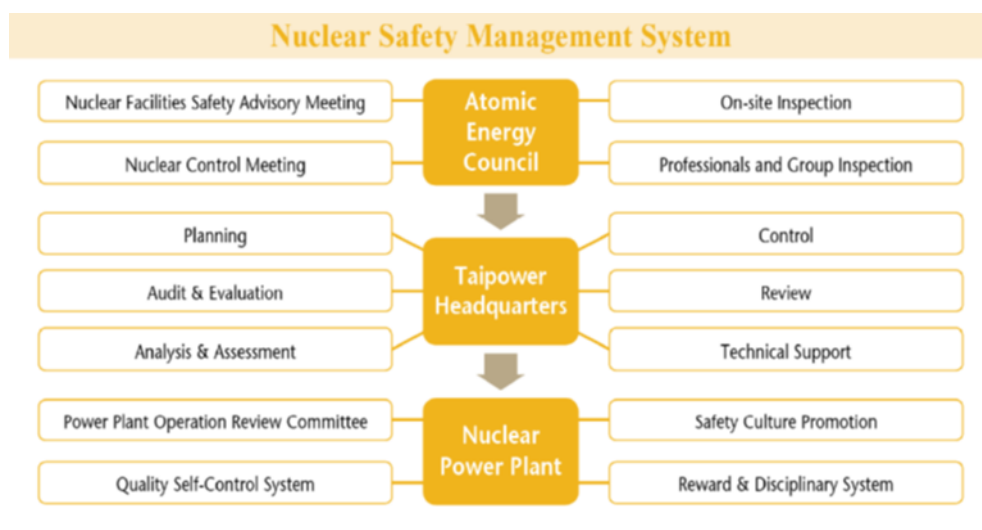 Nuclear Safety Management System
Nuclear Facilities Safety Advisory Meeting
Nuclear Control Meeting
Atomic
Energy
Council
On-site Inspection
Professionals and Group Inspection
Planning
Audit & Evaluation
Analysis & Assessment
Taipower
Headquarters
Control
Review
Technical Support
Power Plant Operation Review Committee
Quality Self-Control System
Nuclear
Power Plant
Safety Culture Promotion
Reward & Disciplinary System